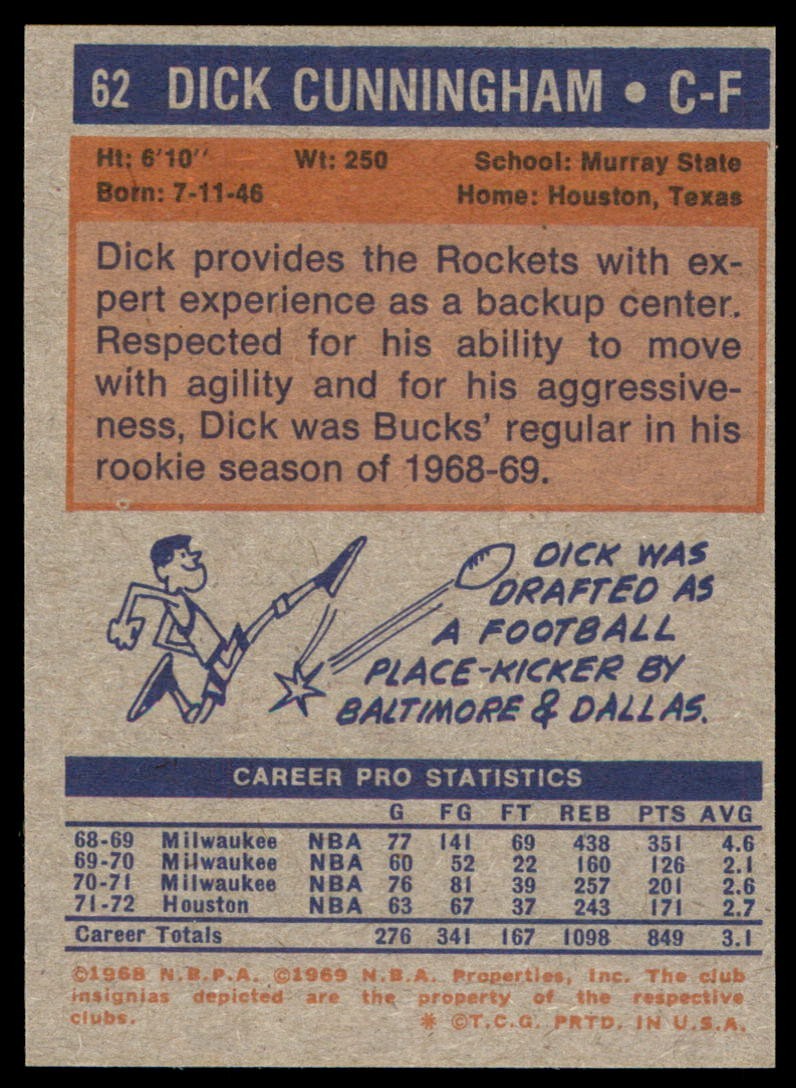 62 DICK CUNNINGHAM • C-F
Ht: 6'10'' Wt: 250 School: Murray State
Born: 7-11-46 Home: Houston, Texas
Dick provides the Rockets with ex-
pert experience as a backup center.
Respected for his ability to move
with agility and for his aggressive-
ness, Dick was Bucks' regular in his
rookie season of 1968-69.
DICK WAS
DRAFTED AS
A FOOTBALL
PLACE-KICKER BY
BALTIMORE & DALLAS.
CAREER PRO STATISTICS
G FG FT REB PTS AVG
68-69 Milwaukee NBA 77 141 69 438 351 4.6
69-70 Milwaukee NBA 60 52 22 160 126 2.1
70-71 Milwaukee NBA 76 81 39 257 201 2.6
71-72 Houston NBA 63 67 37 243 171 2.7
Career Totals 276 341 167 1098 849 3.1
©1968 N.B.P.A. ©1969 N.B.A. Properties, Inc. The club
insignias depicted are the property of the respective
clubs. * ©T.C.G. PRTD. IN U.S.A.